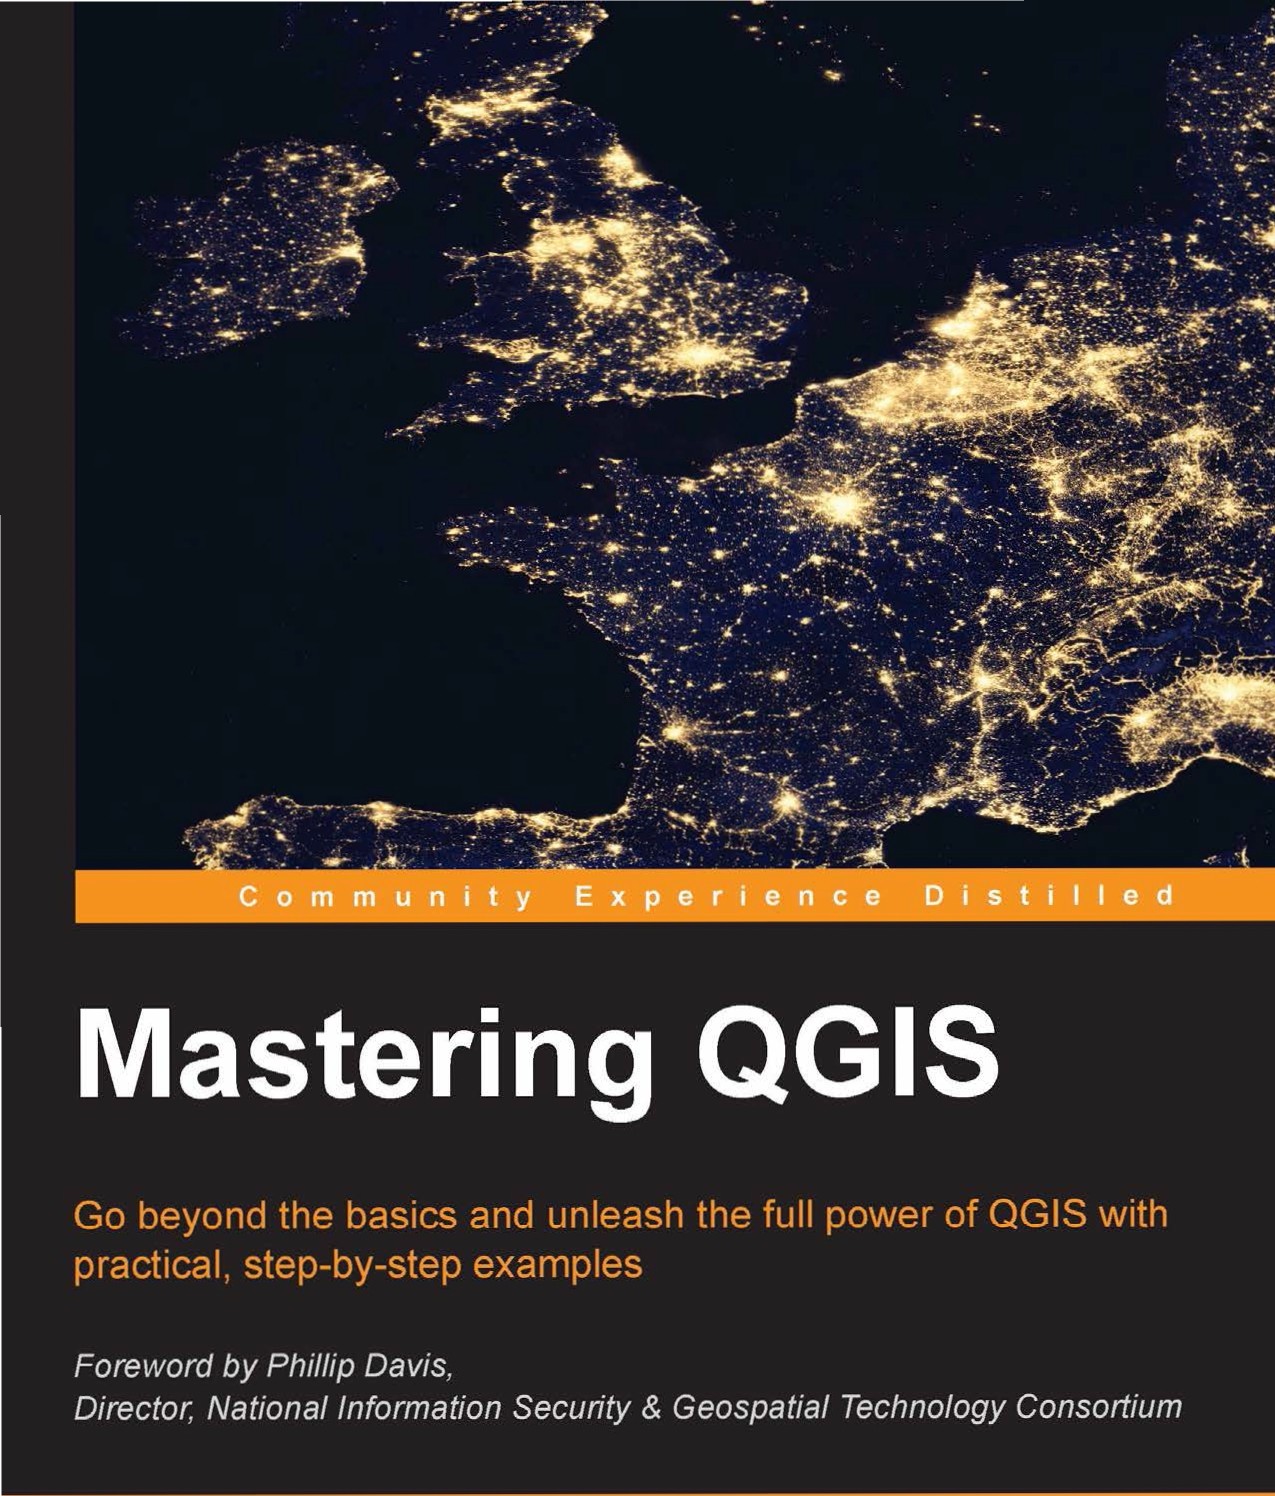 Community Experience Distilled
Mastering QGIS
Go beyond the basics and unleash the full power of QGIS with
practical, step-by-step examples
Foreword by Phillip Davis,
Director, National Information Security & Geospatial Technology Consortium